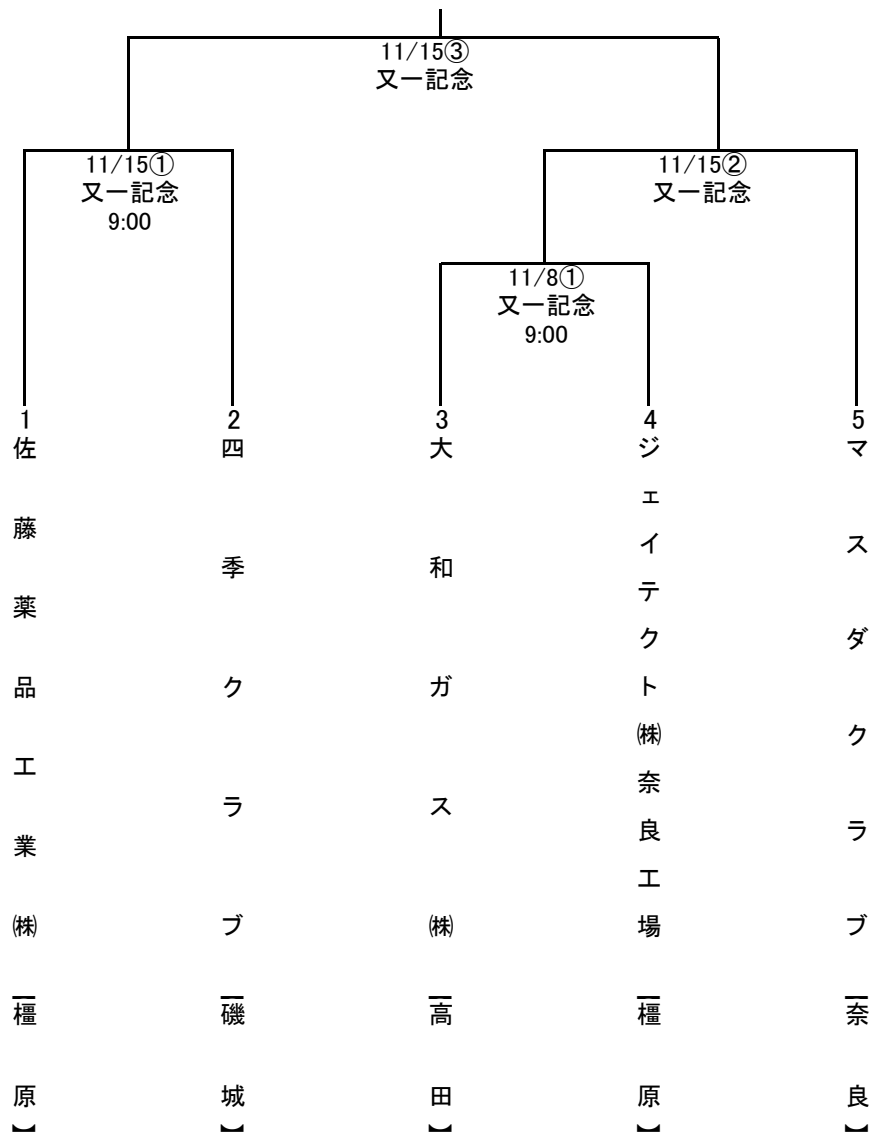 11/15③
又一記念
11/15①
又一記念
9:00
11/15②
又一記念
11/8①
又一記念
9:00
1
佐藤薬品工業㈱【橿原】
2
四季クラブ【磯城】
3
大和ガス㈱【高田】
4
ジェイテクト㈱奈良工場【橿原】
5
マスダクラブ【奈良】